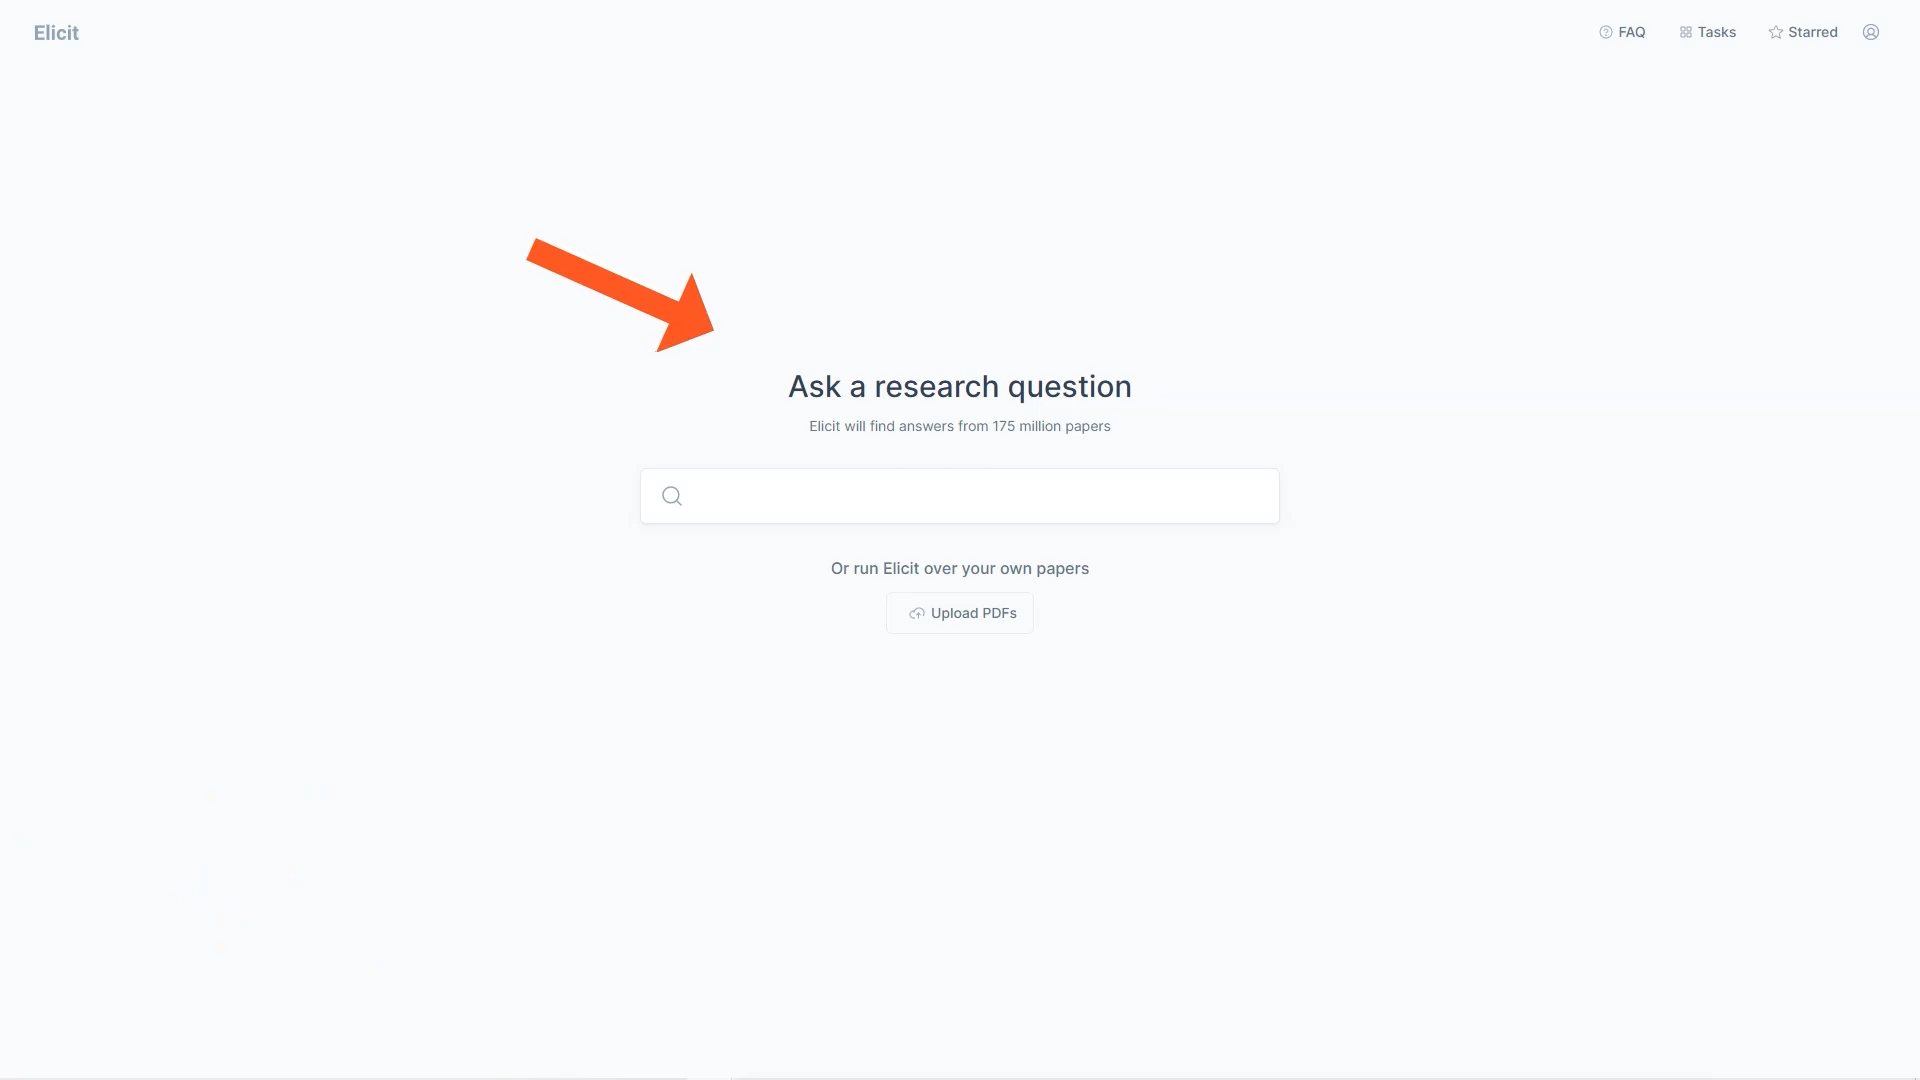 Elicit
FAQ
Tasks
Starred
Ask a research question
Elicit will find answers from 175 million papers
Or run Elicit over your own papers
Upload PDFs